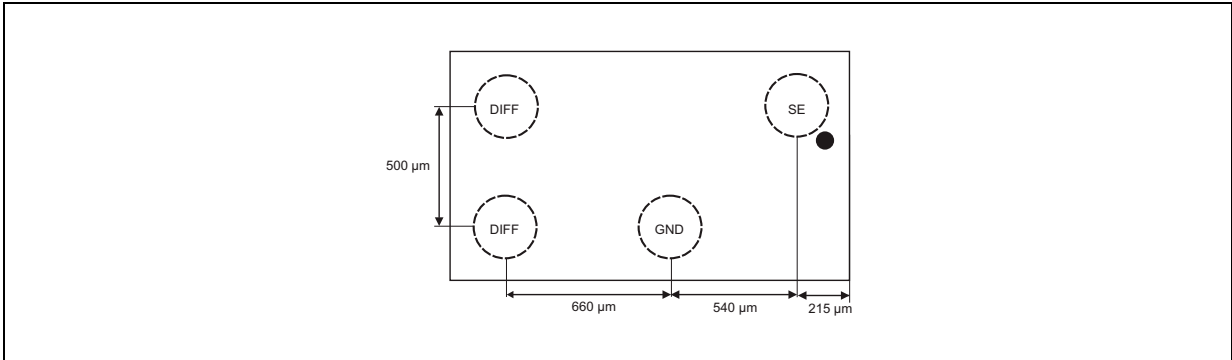 DIFF
SE
500 µm
DIFF
GND
660 µm
540 µm
215 µm